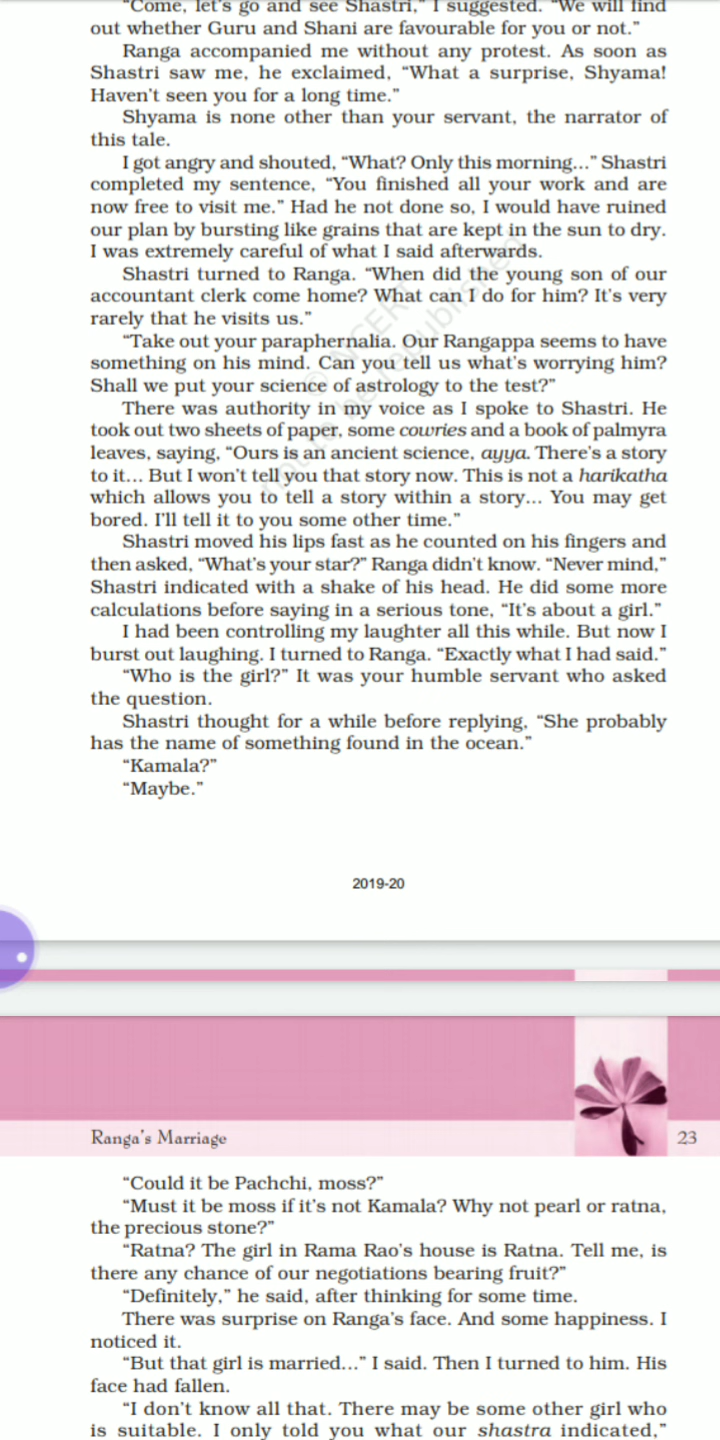 “Come, let’s go and see Shastri,” I suggested. “We will find
out whether Guru and Shani are favourable for you or not.”
Ranga accompanied me without any protest. As soon as
Shastri saw me, he exclaimed, “What a surprise, Shyama!
Haven’t seen you for a long time.”
Shyama is none other than your servant, the narrator of
this tale.
I got angry and shouted, “What? Only this morning...” Shastri
completed my sentence, “You finished all your work and are
now free to visit me.” Had he not done so, I would have ruined
our plan by bursting like grains that are kept in the sun to dry.
I was extremely careful of what I said afterwards.
Shastri turned to Ranga. “When did the young son of our
accountant clerk come home? What can I do for him? It’s very
rarely that he visits us.”
“Take out your paraphernalia. Our Rangappa seems to have
something on his mind. Can you tell us what’s worrying him?
Shall we put your science of astrology to the test?”
There was authority in my voice as I spoke to Shastri. He
took out two sheets of paper, some cowries and a book of palmyra
leaves, saying, “Ours is an ancient science, ayya. There’s a story
to it... But I won’t tell you that story now. This is not a harikatha
which allows you to tell a story within a story... You may get
bored. I’ll tell it to you some other time.”
Shastri moved his lips fast as he counted on his fingers and
then asked, “What’s your star?” Ranga didn’t know. “Never mind,”
Shastri indicated with a shake of his head. He did some more
calculations before saying in a serious tone, “It’s about a girl.”
I had been controlling my laughter all this while. But now I
burst out laughing. I turned to Ranga. “Exactly what I had said.”
“Who is the girl?” It was your humble servant who asked
the question.
Shastri thought for a while before replying, “She probably
has the name of something found in the ocean.”
“Kamala?”
“Maybe.”
© NCERT
not to be republished
2019-20
Ranga’s Marriage
23
“Could it be Pachchi, moss?”
“Must it be moss if it’s not Kamala? Why not pearl or ratna,
the precious stone?”
“Ratna? The girl in Rama Rao’s house is Ratna. Tell me, is
there any chance of our negotiations bearing fruit?”
“Definitely,” he said, after thinking for some time.
There was surprise on Ranga’s face. And some happiness. I
noticed it.
“But that girl is married...” I said. Then I turned to him. His
face had fallen.
“I don’t know all that. There may be some other girl who
is suitable. I only told you what our shastra indicated,”